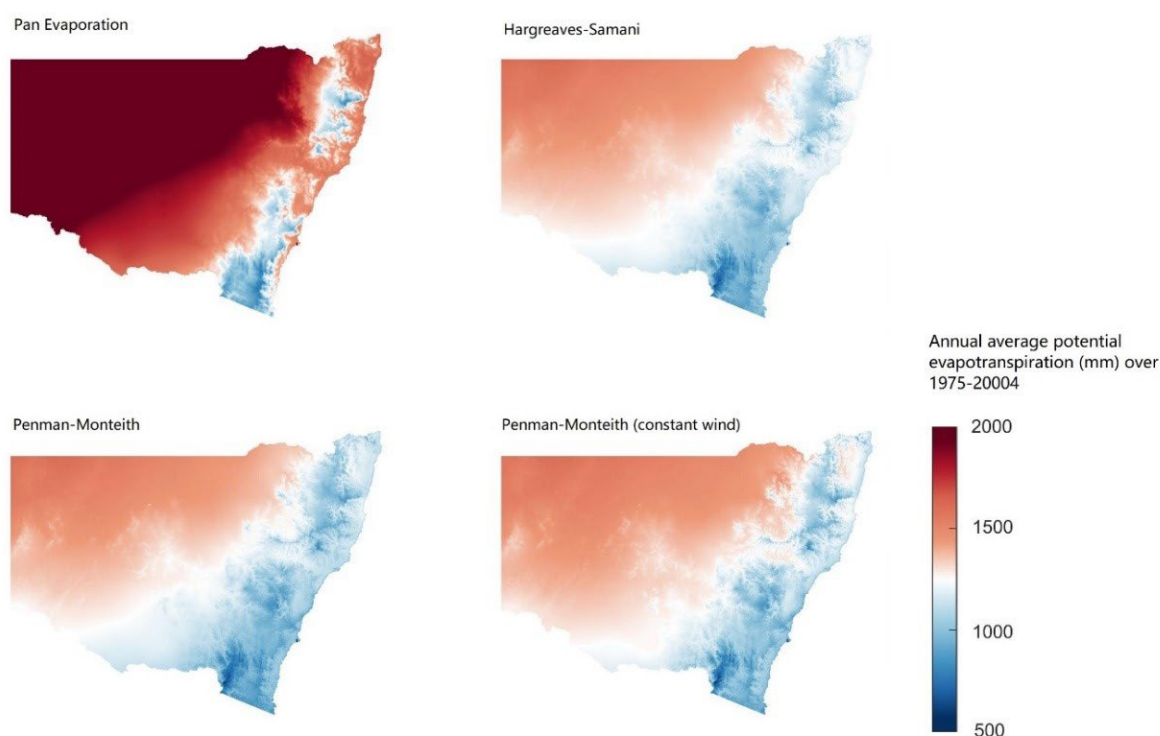 Pan Evaporation
Hargreaves-Samani
Annual average potential
evapotranspiration (mm) over
1975-20004
Penman-Monteith
Penman-Monteith (constant wind)
2000
1500
1000
500